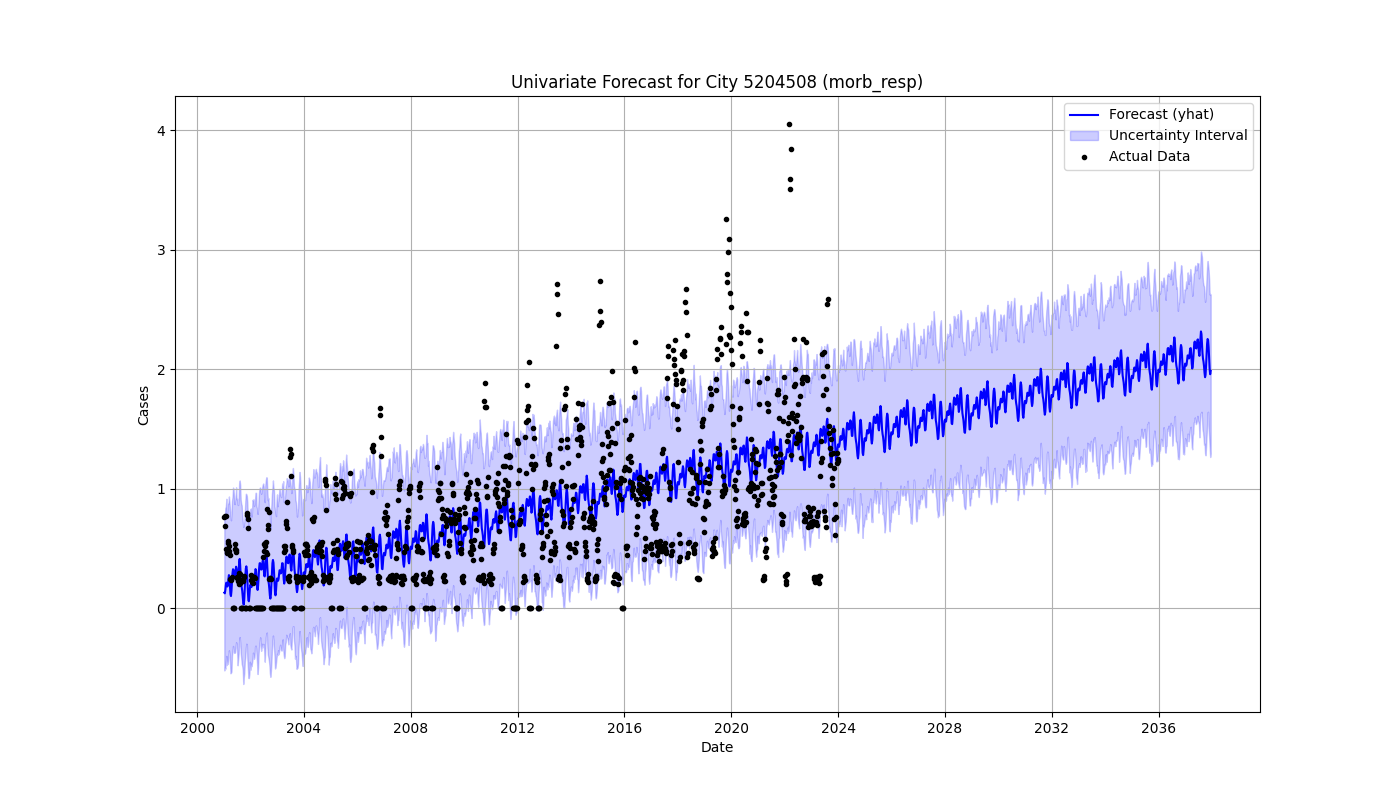 Univariate Forecast for City 5204508 (morb_resp)
Forecast (yhat)
Uncertainty Interval
Actual Data
Cases
4
3
2
1
0
2000 2004 2008 2012 2016 2020 2024 2028 2032 2036
Date